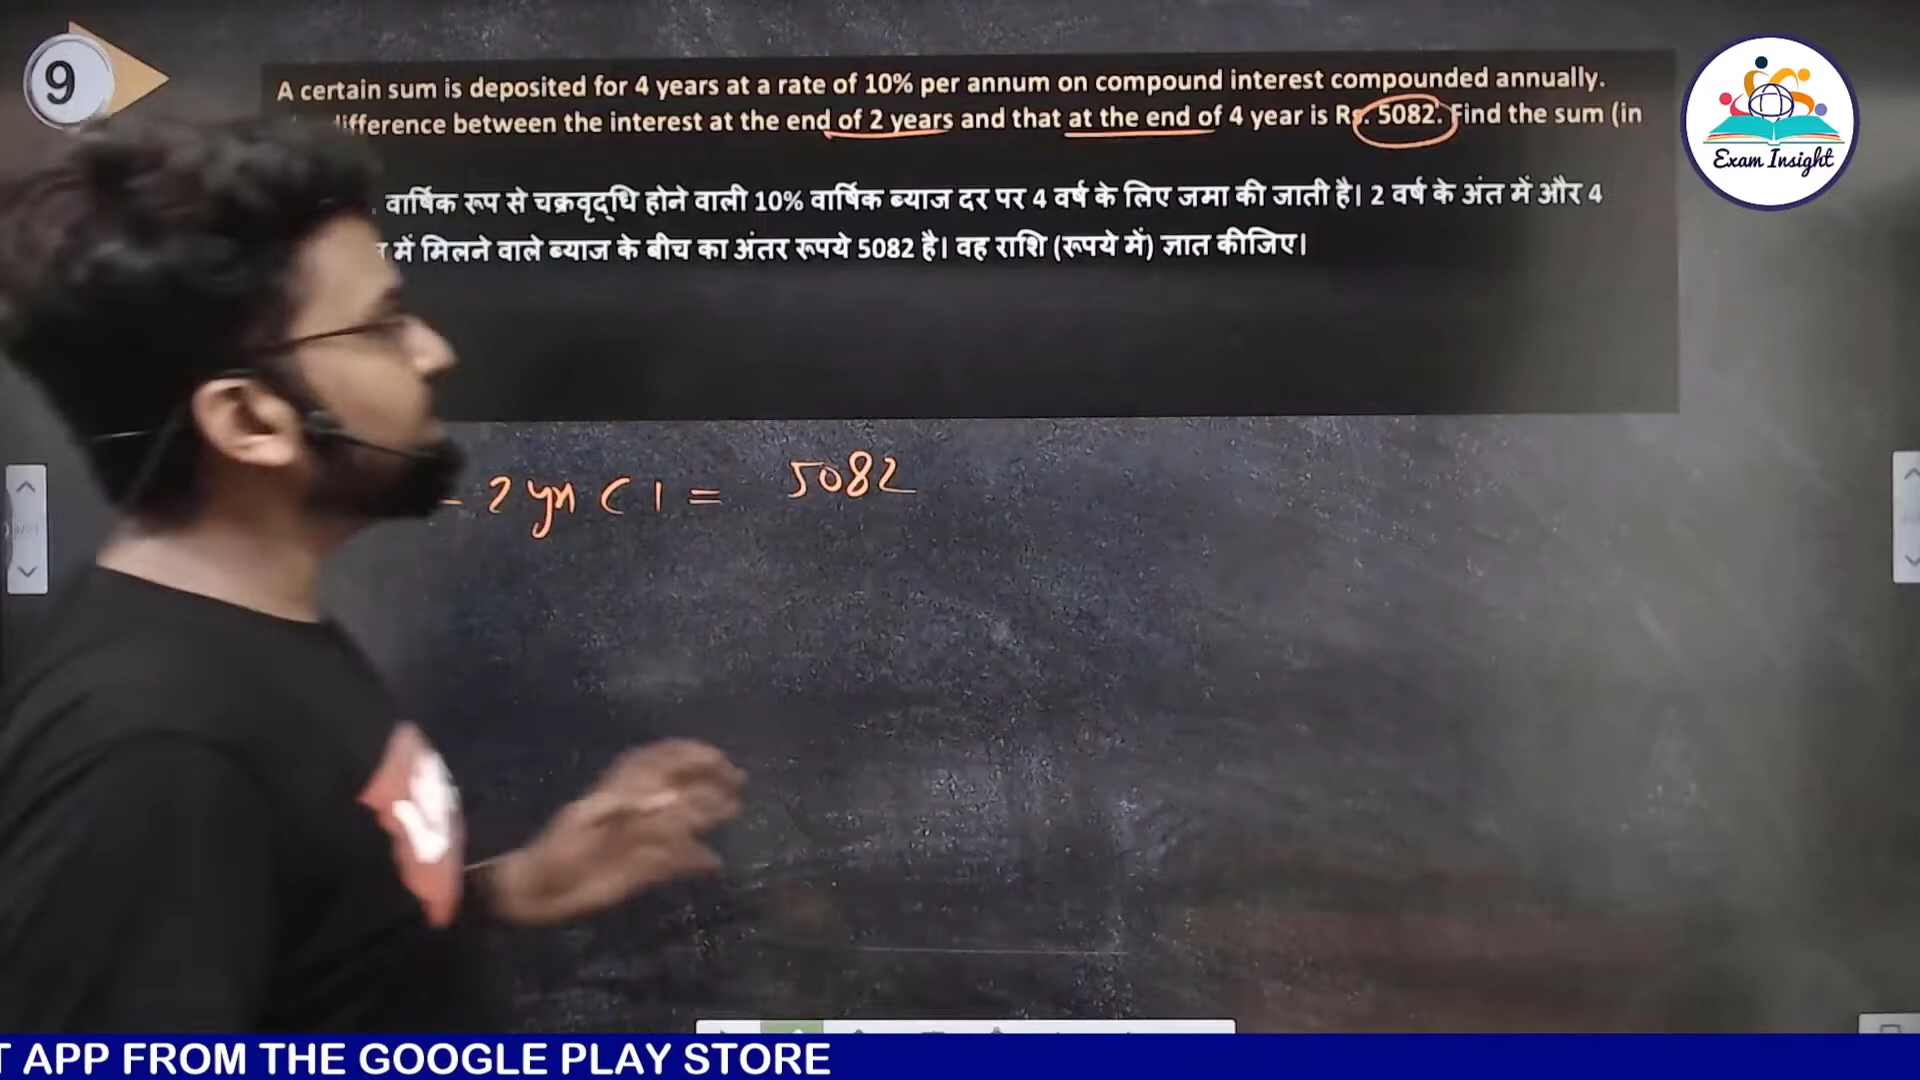 9
A certain sum is deposited for 4 years at a rate of 10% per annum on compound interest compounded annually.
difference between the interest at the end of 2 years and that at the end of 4 year is Rs. 5082. Find the sum (in
वार्षिक रूप से चक्रवृद्धि होने वाली 10% वार्षिक ब्याज दर पर 4 वर्ष के लिए जमा की जाती है। 2 वर्ष के अंत में और 4
में मिलने वाले ब्याज के बीच का अंतर रूपये 5082 है। वह राशि (रूपये में) ज्ञात कीजिए।
Exam Insight
- 2 yr C I = 5082
T APP FROM THE GOOGLE PLAY STORE